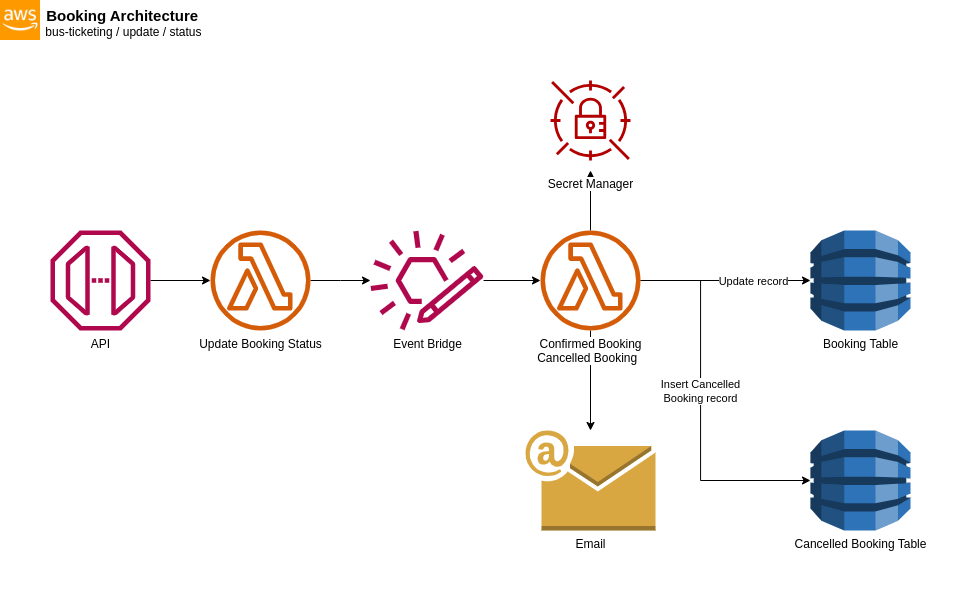 aws
Booking Architecture
bus-ticketing / update / status
Secret Manager
API
Update Booking Status
Event Bridge
Confirmed Booking
Cancelled Booking
Update record
Booking Table
Insert Cancelled
Booking record
@
Email
Cancelled Booking Table